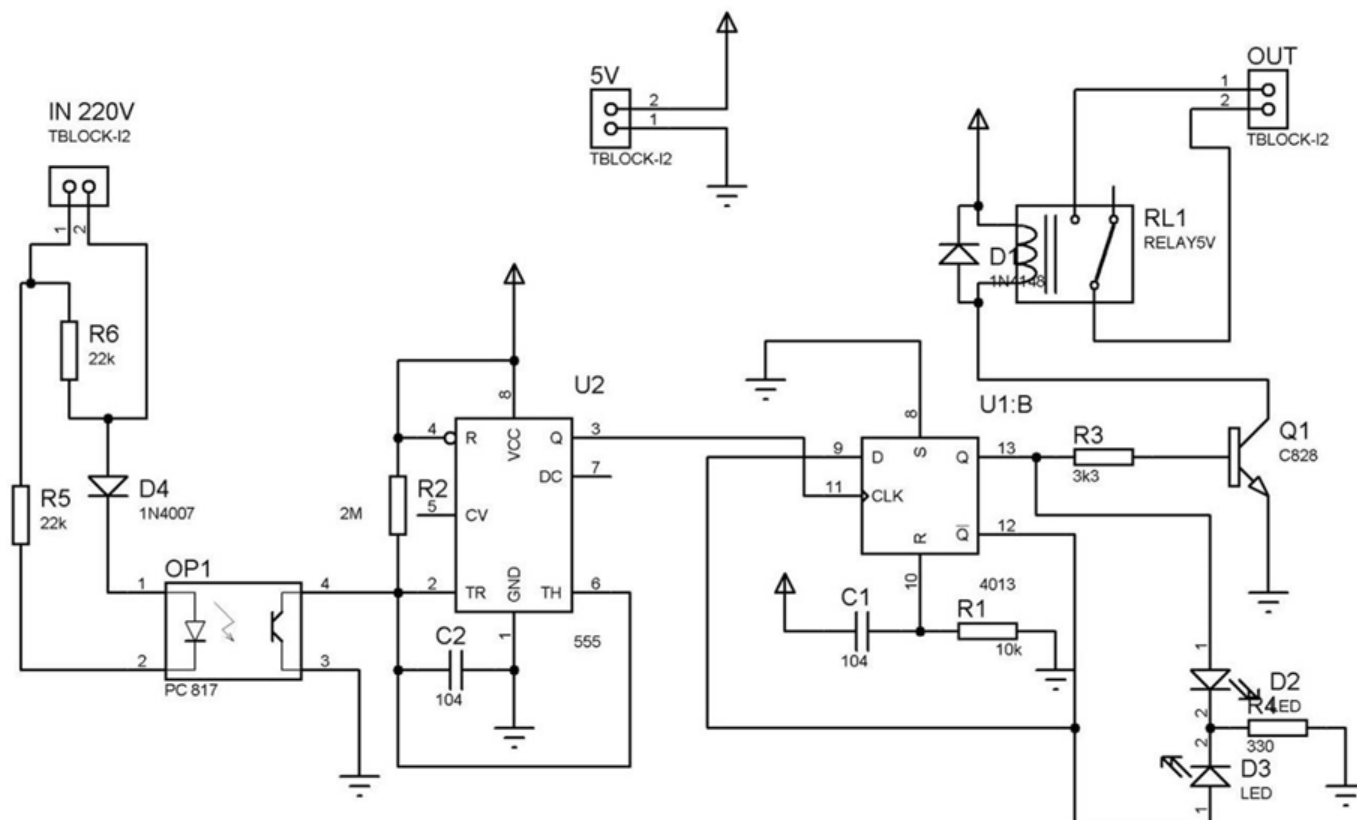 IN 220V
TBLOCK-I2
1
2
R6
22k
R5
22k
D4
1N4007
OP1
1
2
4
3
PC 817
5V
2
1
TBLOCK-I2
U2
R2
2M
4
R
VCC
8
Q
3
DC
7
5
CV
2
TR
GND
1
TH
6
555
C2
104
U1:B
8
9
D
S
Q
13
11
CLK
R
Q
12
10
4013
C1
104
R1
10k
OUT
1
2
TBLOCK-I2
RL1
RELAY5V
D1
1N4148
R3
3k3
Q1
C828
1
D2
LED
2
R4
330
2
D3
LED
1